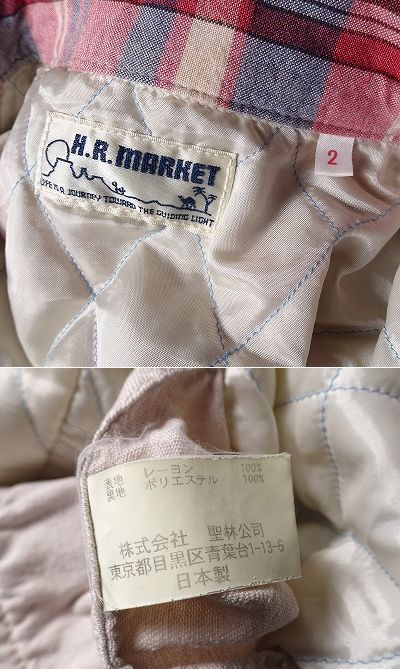 H.R.MARKET
LIFE IS A JOURNEY TOWARD THE GUIDING LIGHT
2
表地 レーヨン 100%
裏地 ポリエステル 100%
株式会社 聖林公司
東京都目黒区青葉台1-13-6
日本製